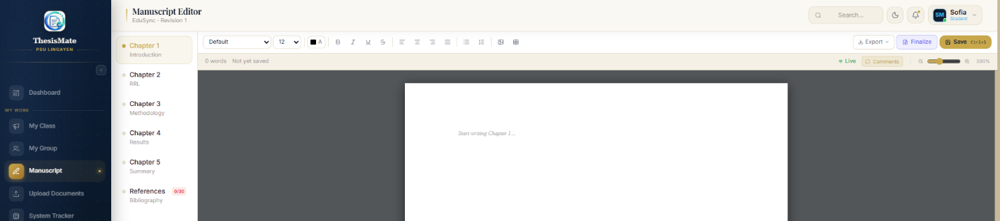 ThesisMate
PSU LINGAYEN
Dashboard
MY WORK
My Class
My Group
Manuscript
Upload Documents
System Tracker
Manuscript Editor
EduSync · Revision 1
Search...
SM
Sofia
Student
Chapter 1
Introduction
Chapter 2
RRL
Chapter 3
Methodology
Chapter 4
Results
Chapter 5
Summary
References 0/30
Bibliography
Default 12 A B I U S
Export Finalize Save Ctrl+S
0 words Not yet saved
Live Comments 100%
Start writing Chapter 1...